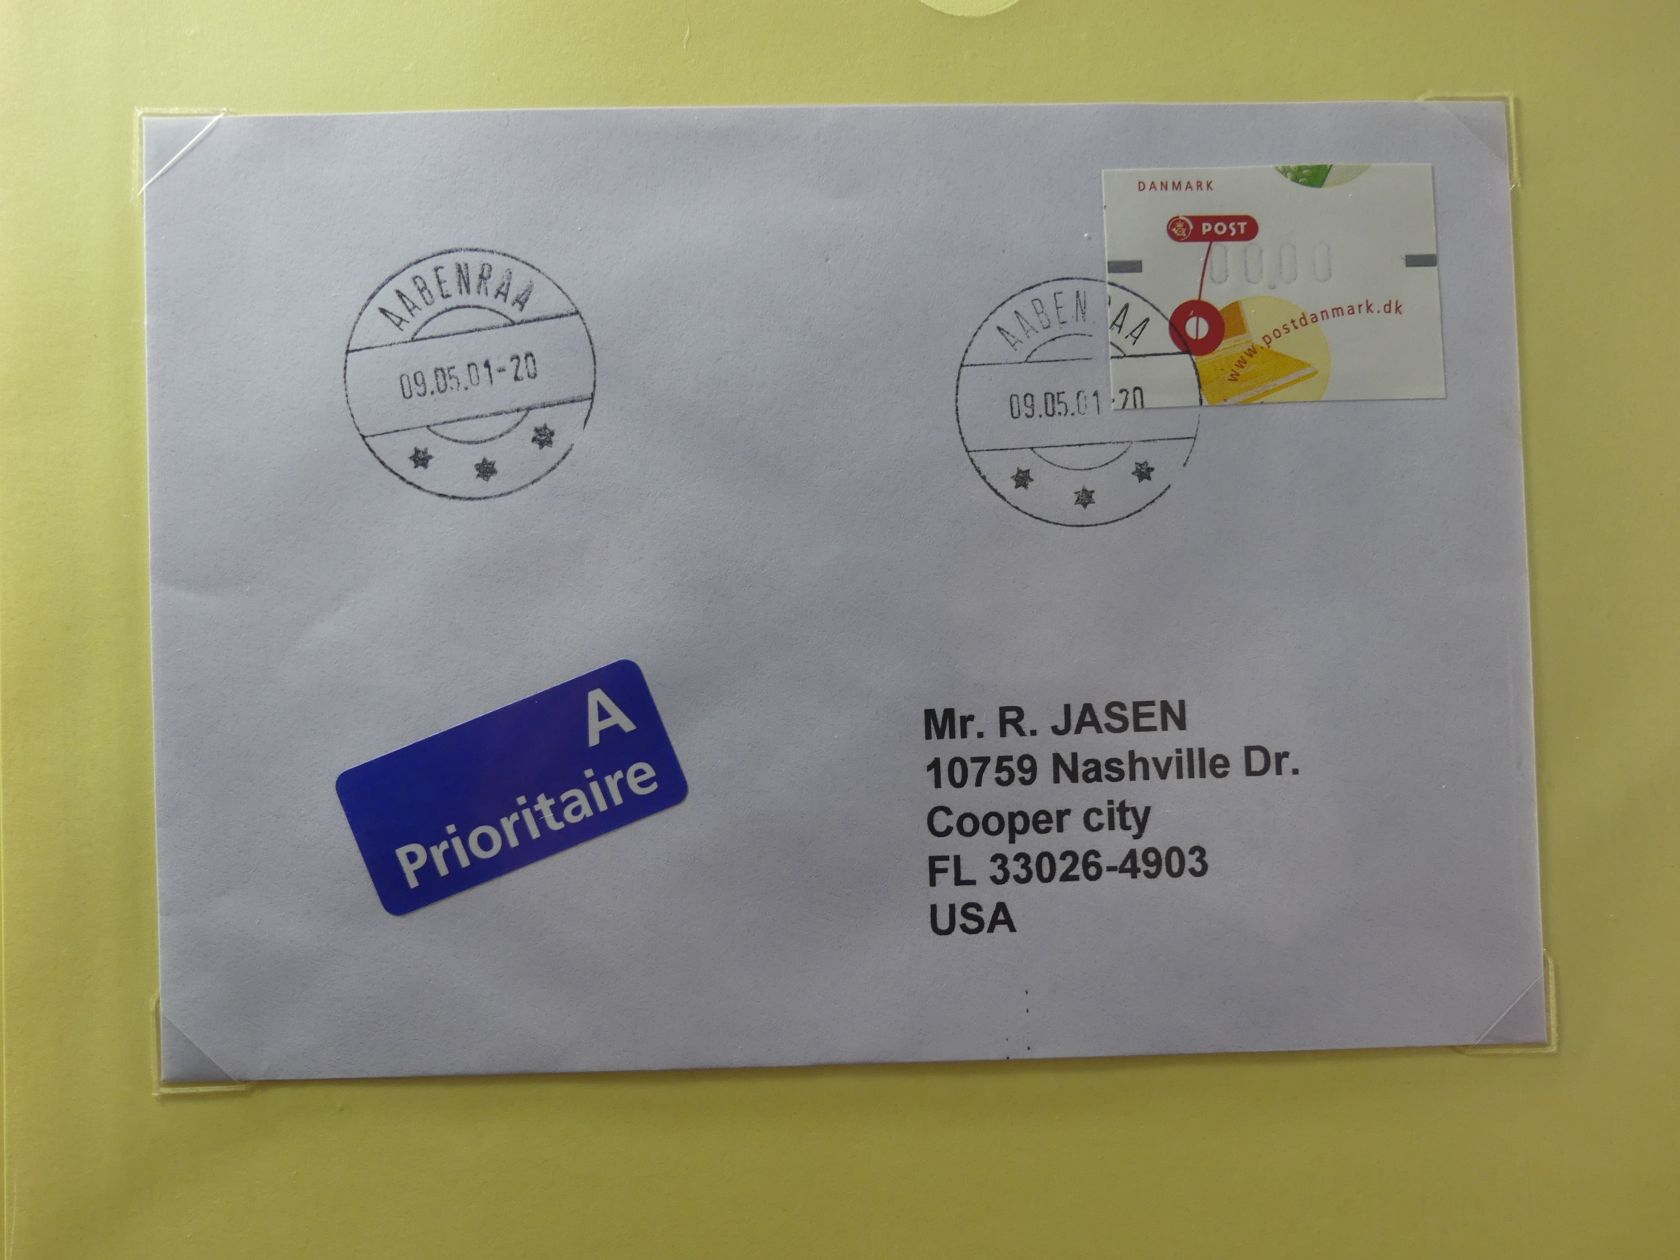 DANMARK
POST
00.00
www.postdanmark.dk
AABENRAA
09.05.01-20
AABENRAA
09.05.01-20
A
Prioritaire
Mr. R. JASEN
10759 Nashville Dr.
Cooper city
FL 33026-4903
USA